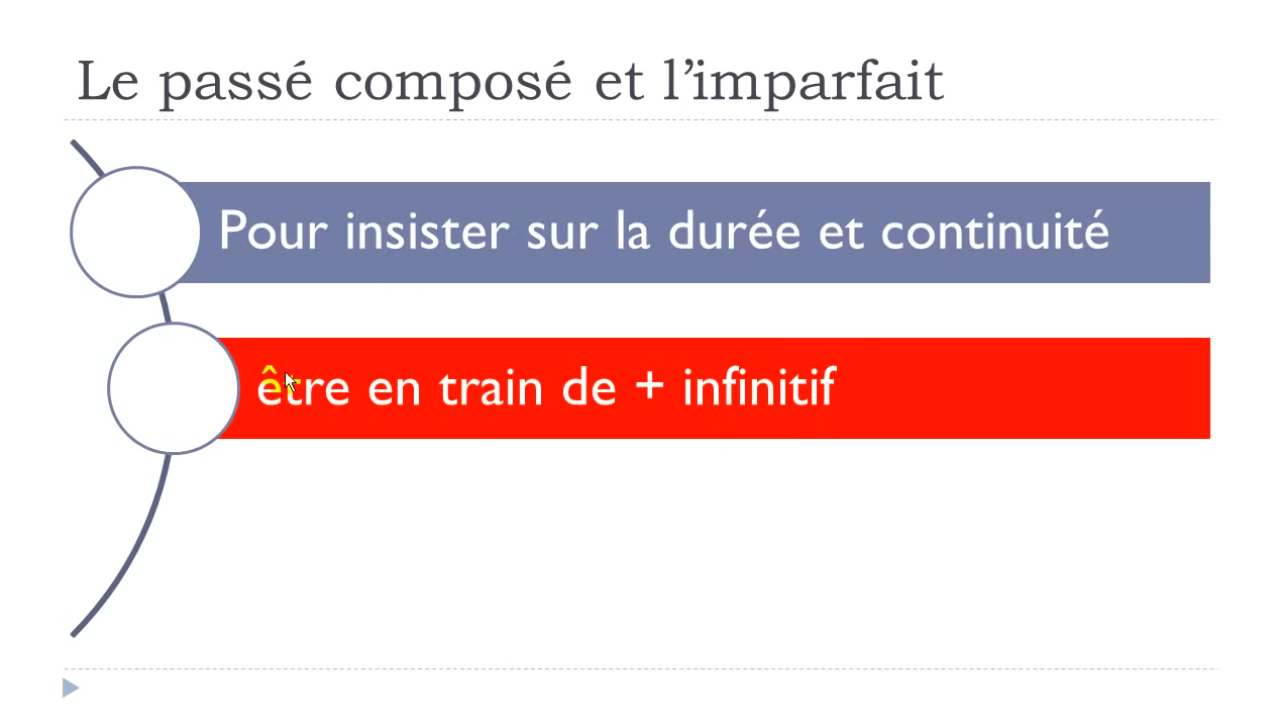 Le passé composé et l’imparfait
Pour insister sur la durée et continuité
être en train de + infinitif